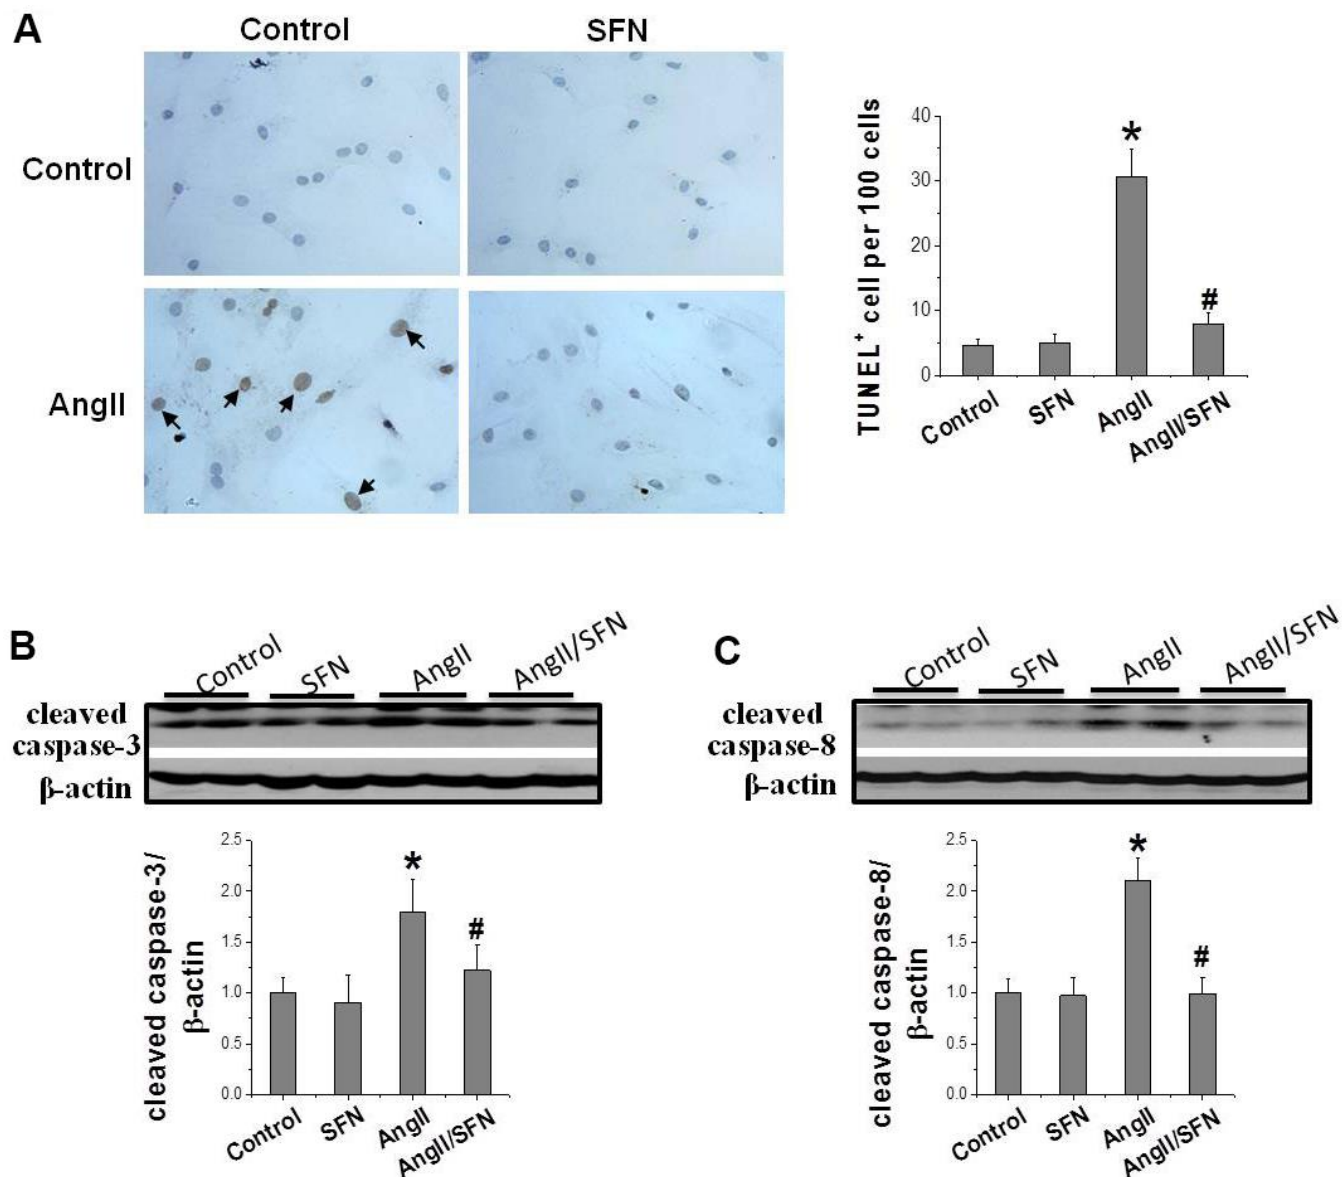 A
Control
SFN
Control
AngII
TUNEL+ cell per 100 cells
40
30
20
10
0
Control
SFN
AngII
AngII/SFN
*
#
B
Control
SFN
AngII
AngII/SFN
cleaved
caspase-3
β-actin
cleaved caspase-3/
β-actin
2.5
2.0
1.5
1.0
0.5
0.0
*
#
Control
SFN
AngII
AngII/SFN
C
Control
SFN
AngII
AngII/SFN
cleaved
caspase-8
β-actin
cleaved caspase-8/
β-actin
2.5
2.0
1.5
1.0
0.5
0.0
*
#
Control
SFN
AngII
AngII/SFN